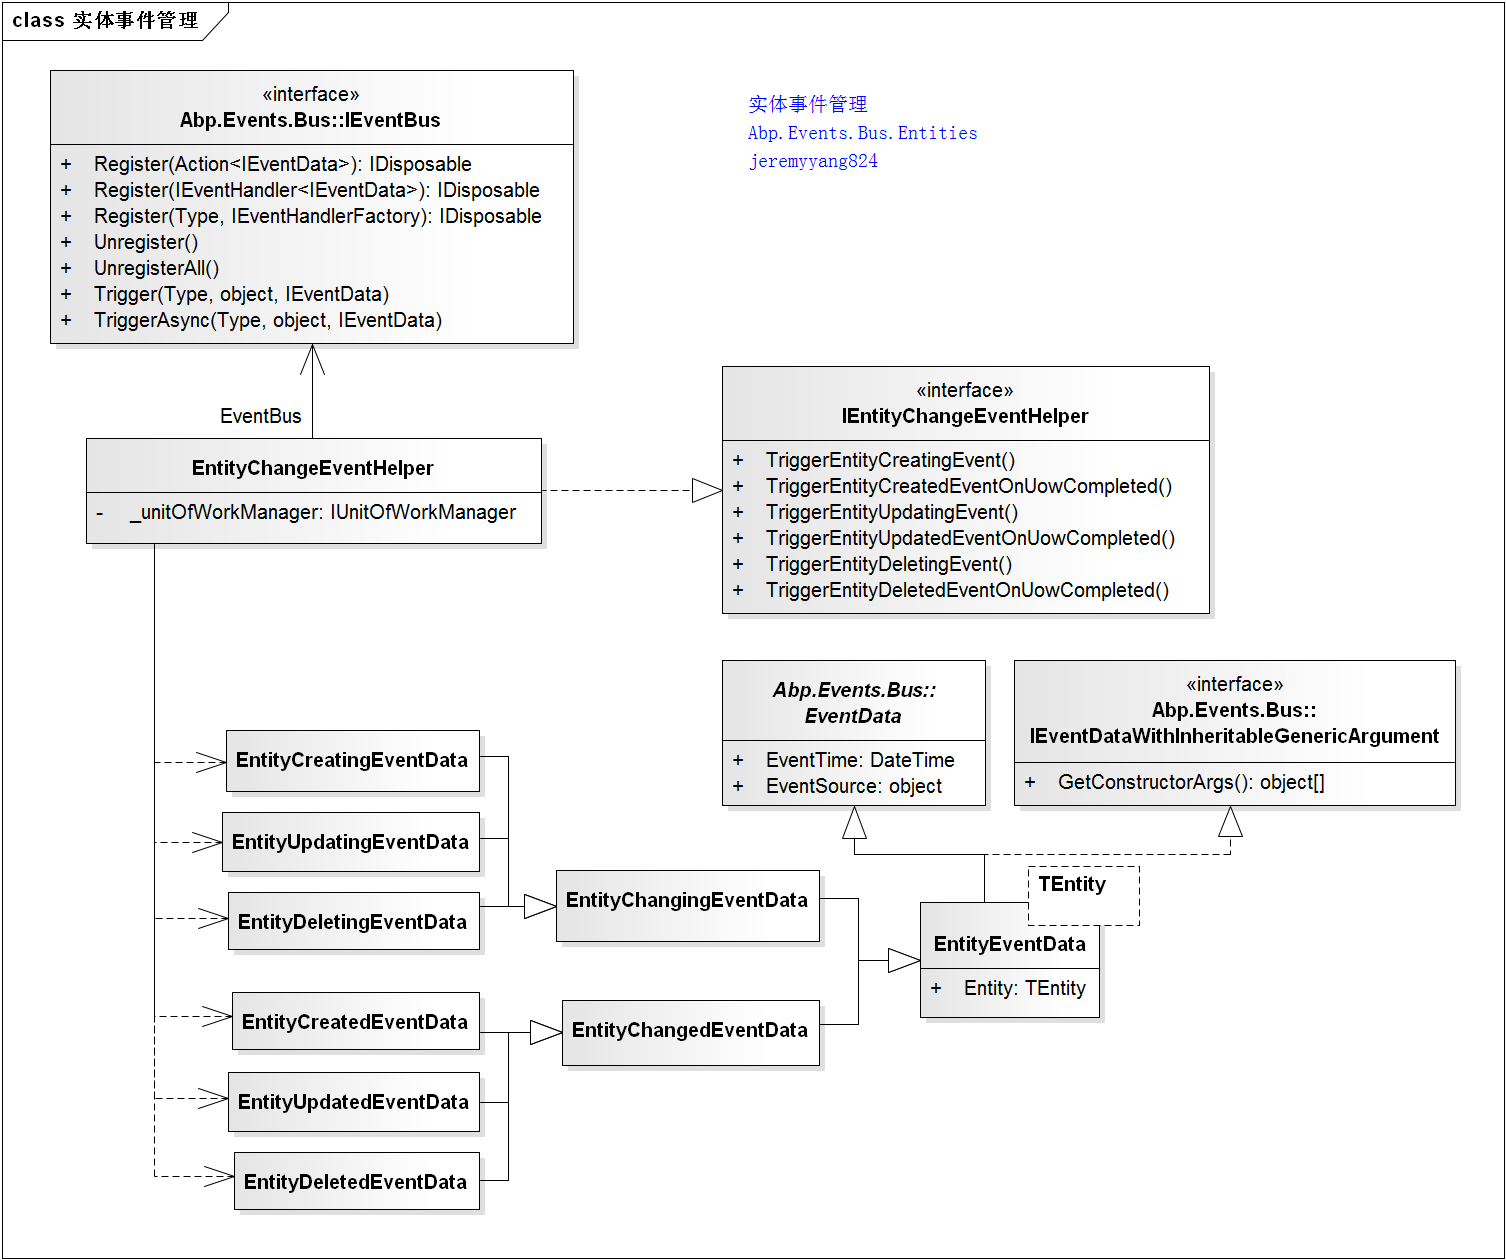 class 实体事件管理
«interface»
Abp.Events.Bus::IEventBus
+ Register(Action<IEventData>): IDisposable
+ Register(IEventHandler<IEventData>): IDisposable
+ Register(Type, IEventHandlerFactory): IDisposable
+ Unregister()
+ UnregisterAll()
+ Trigger(Type, object, IEventData)
+ TriggerAsync(Type, object, IEventData)
实体事件管理
Abp.Events.Bus.Entities
jeremyyang824
EventBus
EntityChangeEventHelper
- _unitOfWorkManager: IUnitOfWorkManager
«interface»
IEntityChangeEventHelper
+ TriggerEntityCreatingEvent()
+ TriggerEntityCreatedEventOnUowCompleted()
+ TriggerEntityUpdatingEvent()
+ TriggerEntityUpdatedEventOnUowCompleted()
+ TriggerEntityDeletingEvent()
+ TriggerEntityDeletedEventOnUowCompleted()
Abp.Events.Bus::
EventData
+ EventTime: DateTime
+ EventSource: object
«interface»
Abp.Events.Bus::
IEventDataWithInheritableGenericArgument
+ GetConstructorArgs(): object[]
EntityCreatingEventData
EntityUpdatingEventData
EntityDeletingEventData
EntityChangingEventData
TEntity
EntityEventData
+ Entity: TEntity
EntityCreatedEventData
EntityChangedEventData
EntityUpdatedEventData
EntityDeletedEventData